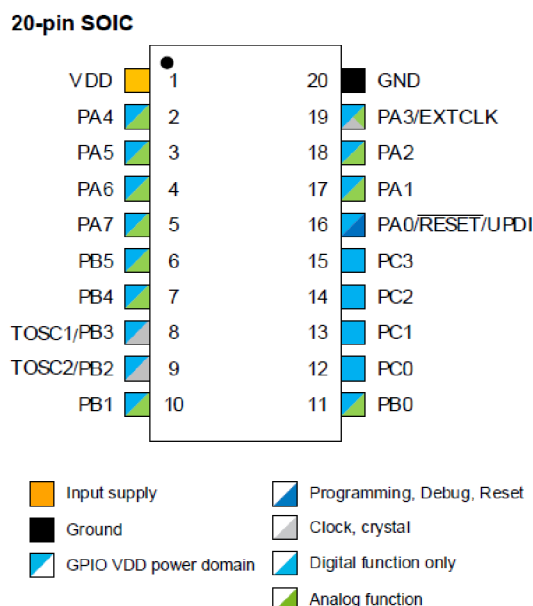 20-pin SOIC
VDD 1 20 GND
PA4 2 19 PA3/EXTCLK
PA5 3 18 PA2
PA6 4 17 PA1
PA7 5 16 PA0/RESET/UPDI
PB5 6 15 PC3
PB4 7 14 PC2
TOSC1/PB3 8 13 PC1
TOSC2/PB2 9 12 PC0
PB1 10 11 PB0
Input supply Programming, Debug, Reset
Ground Clock, crystal
GPIO VDD power domain Digital function only
Analog function